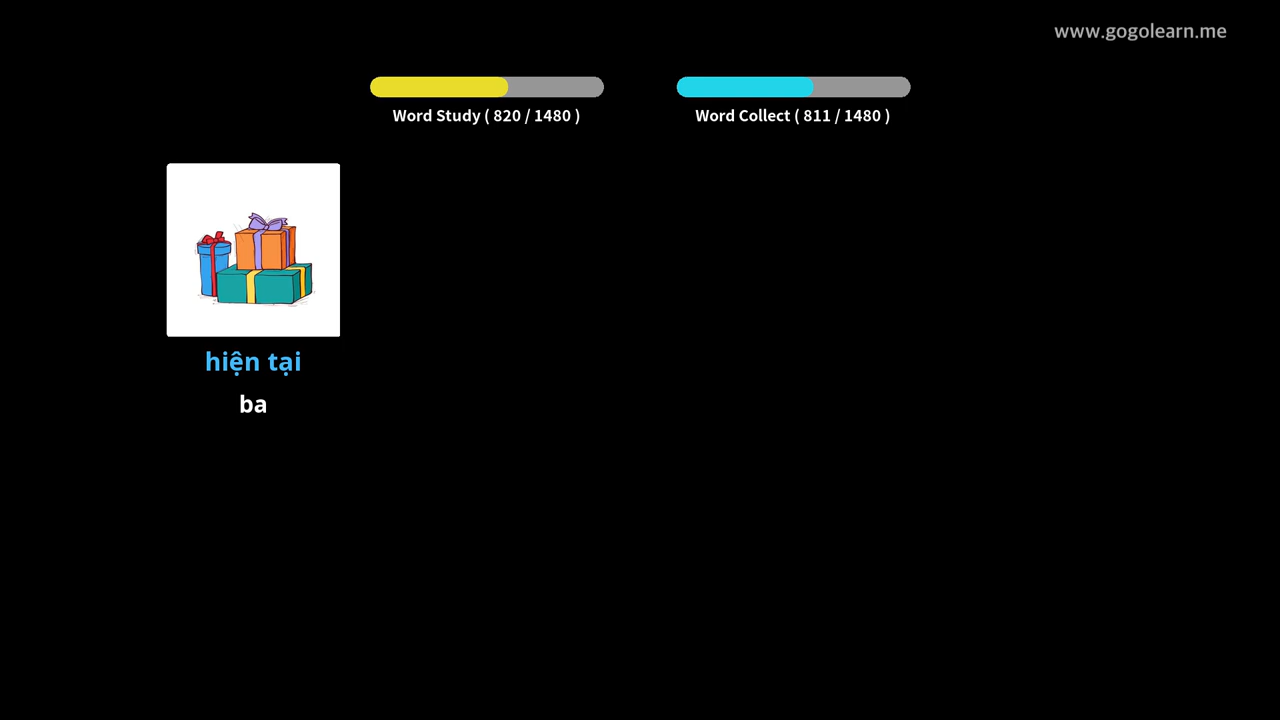 www.gogolearn.me
Word Study ( 820 / 1480 )
Word Collect ( 811 / 1480 )
hiện tại
ba